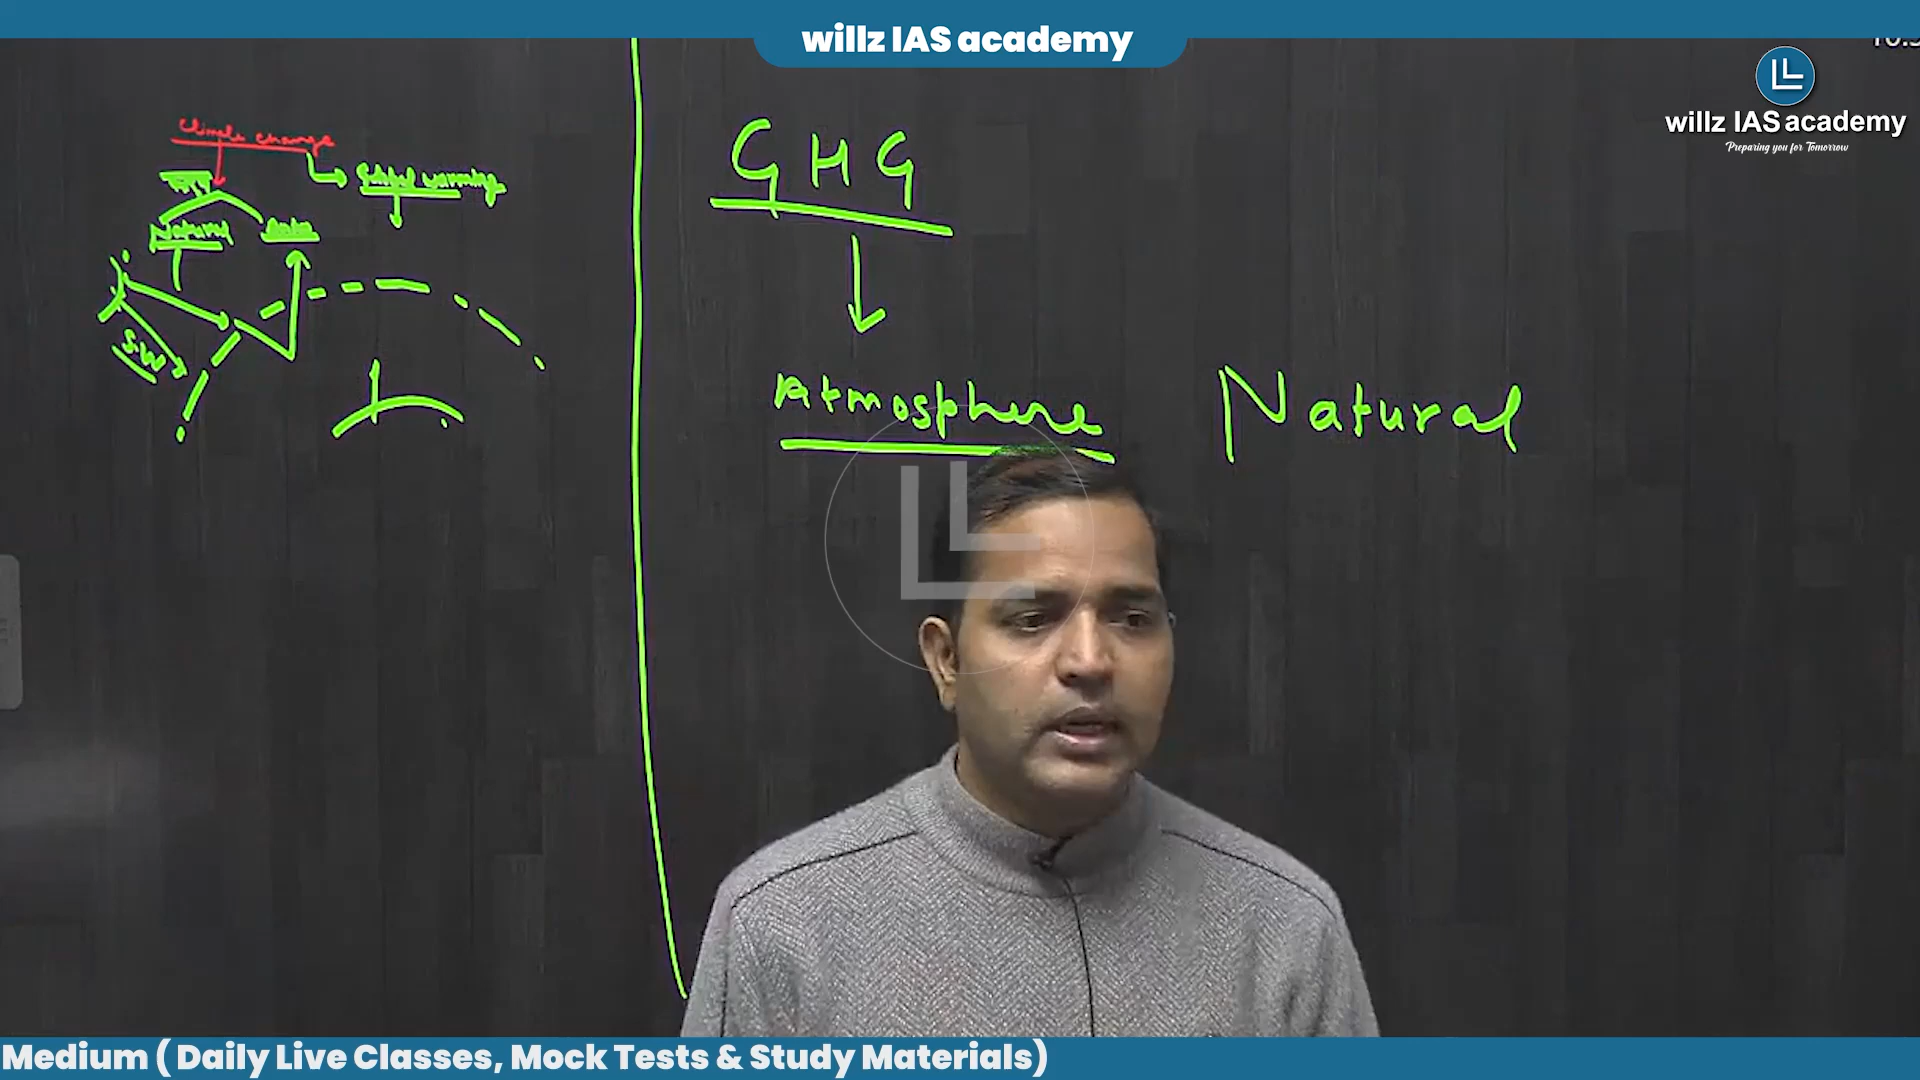 willz IAS academy
willz IAS academy
Preparing you for Tomorrow
climate change
Global warming
Natural
S.W
GHG
Atmosphere
Natural
Medium ( Daily Live Classes, Mock Tests & Study Materials)